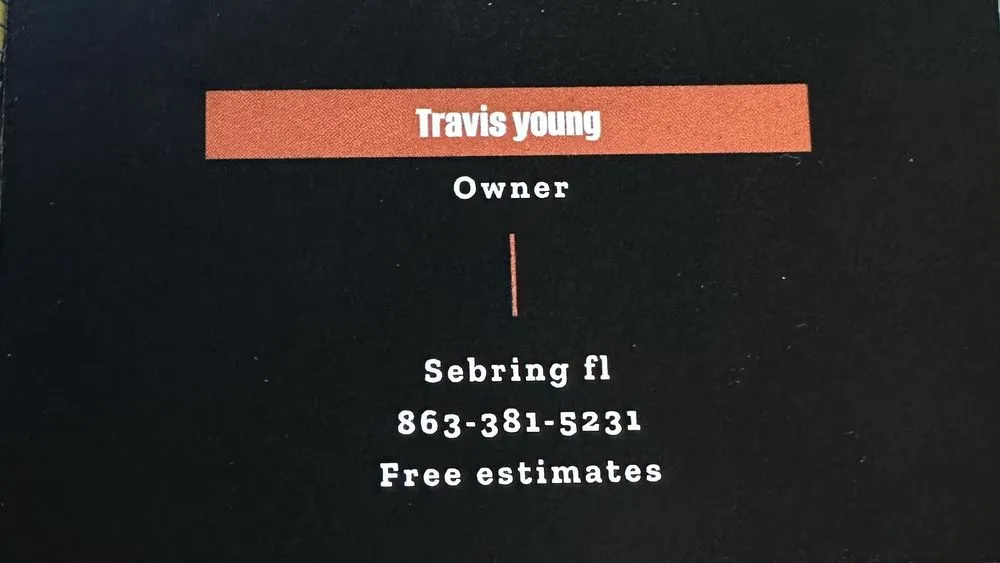 Travis young
Owner
Sebring fl
863-381-5231
Free estimates